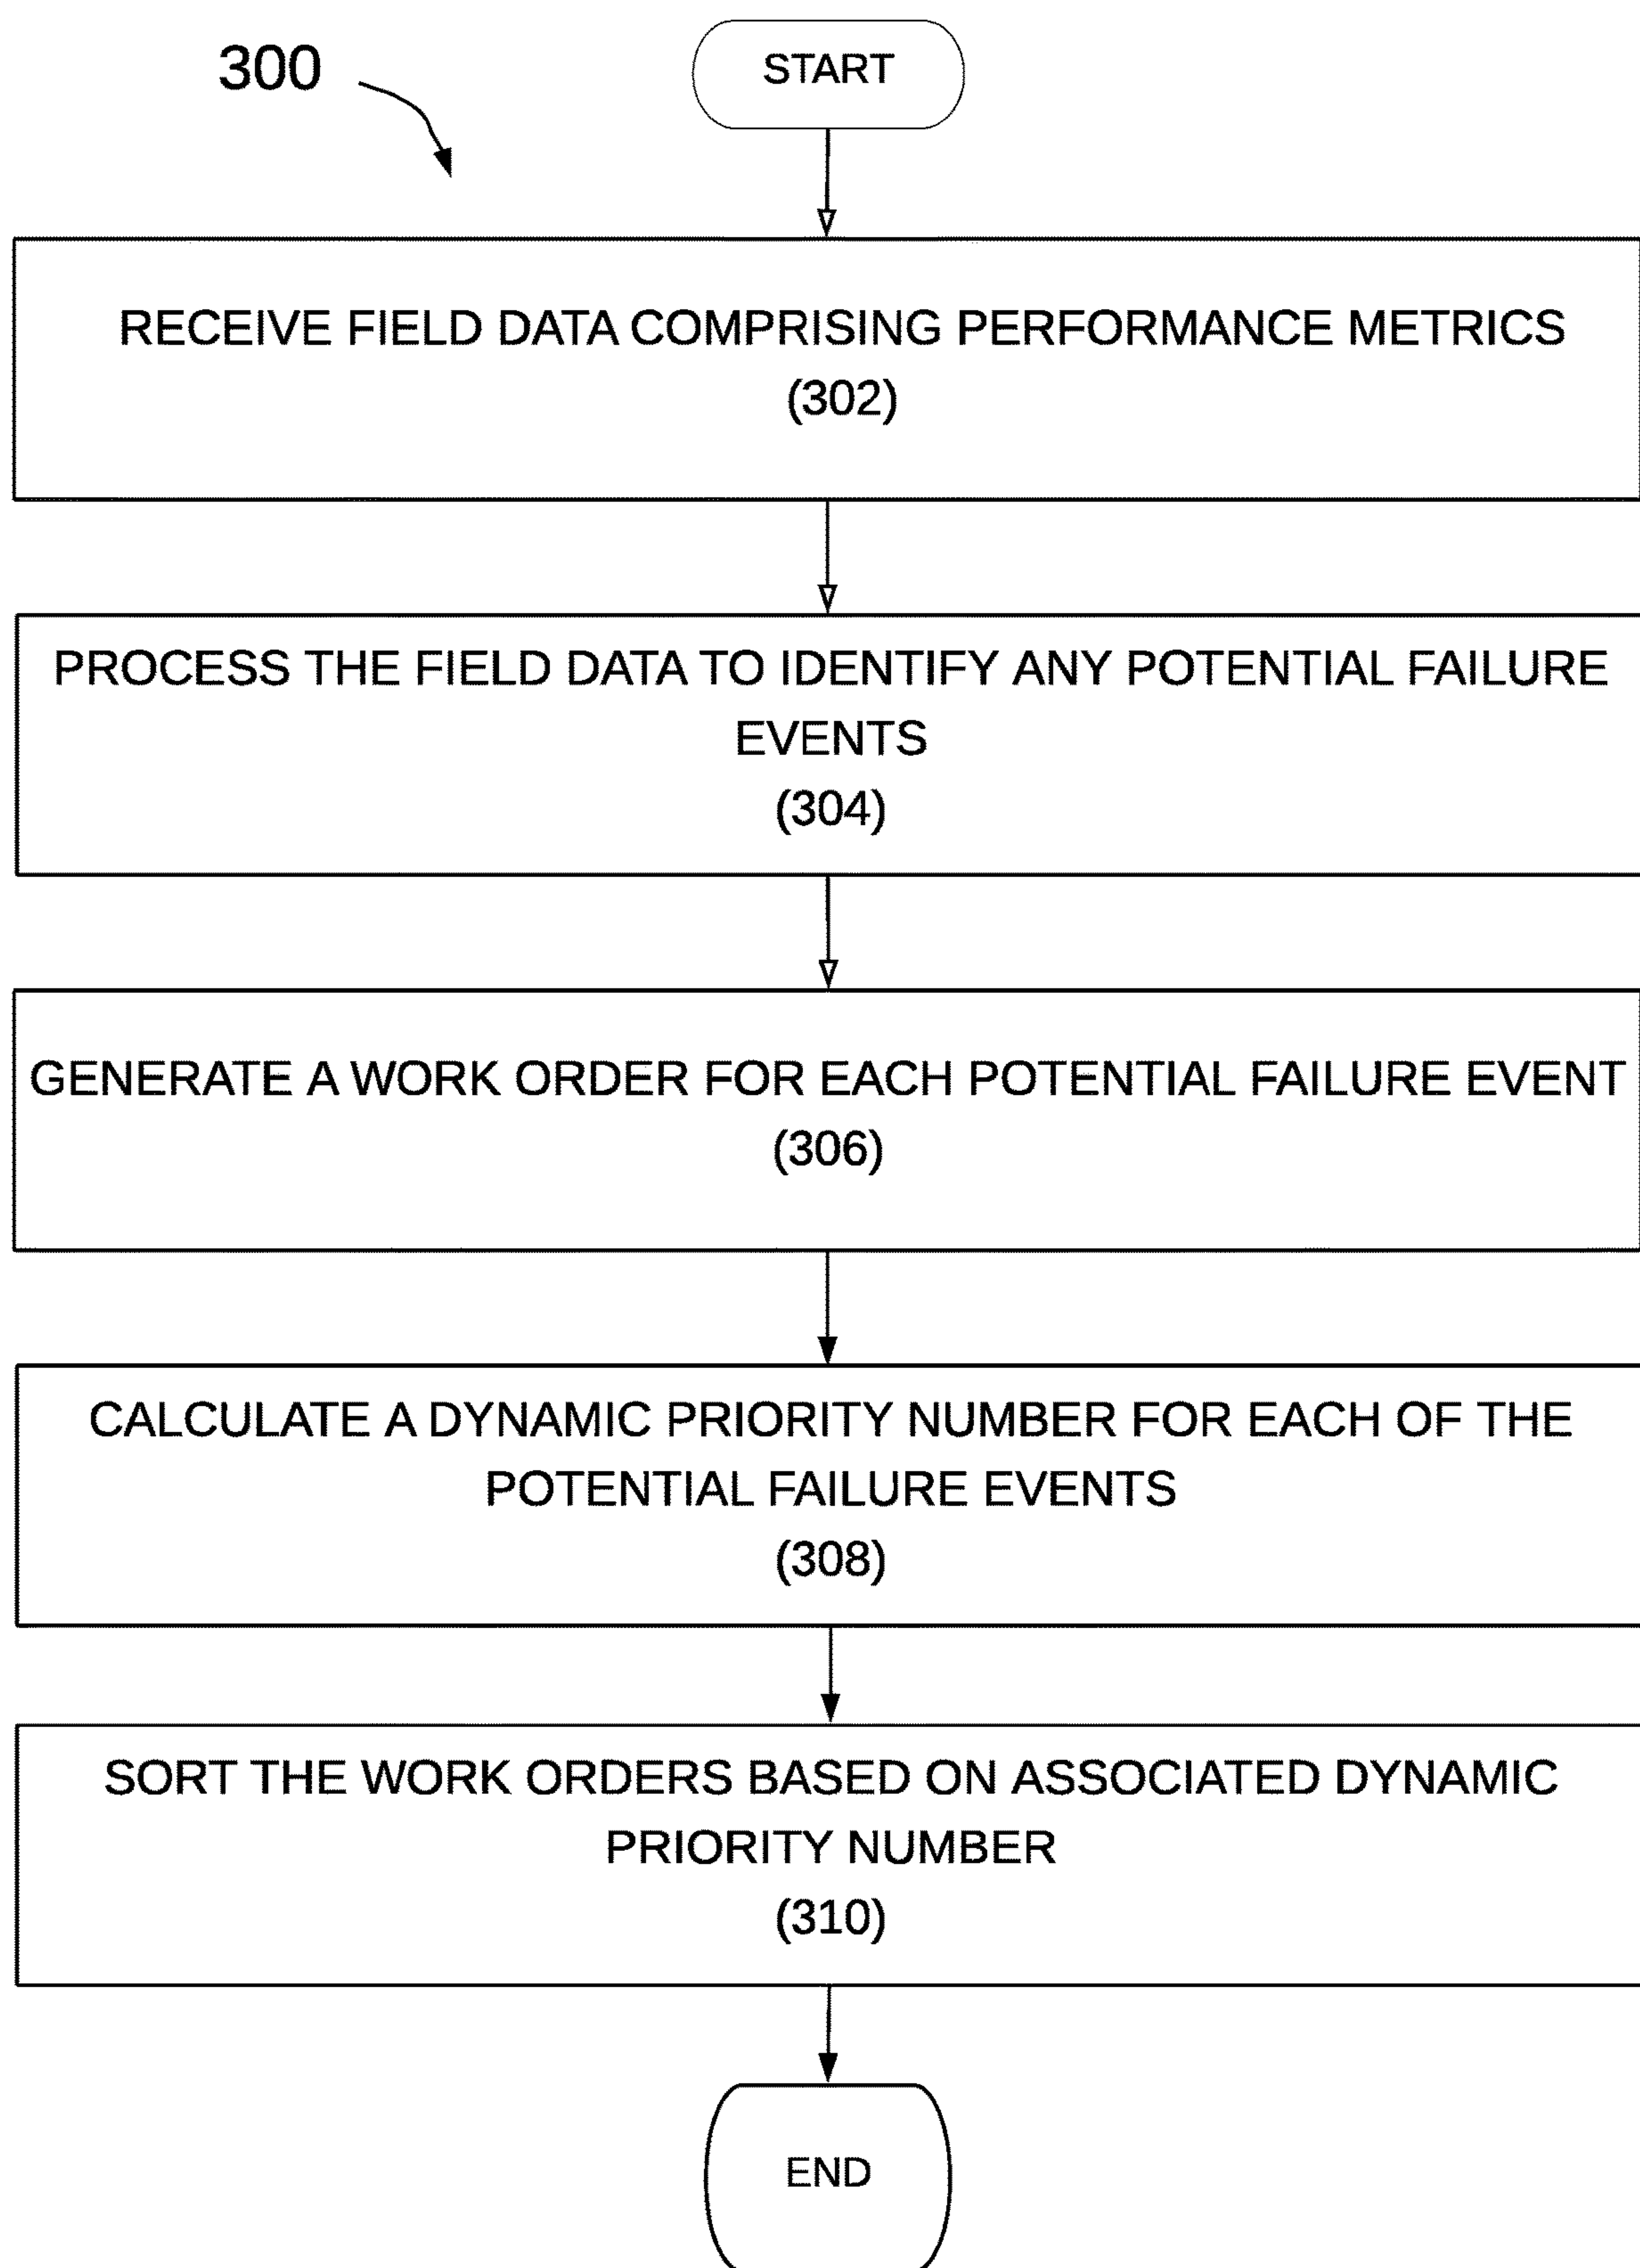 300
START
RECEIVE FIELD DATA COMPRISING PERFORMANCE METRICS
(302)
PROCESS THE FIELD DATA TO IDENTIFY ANY POTENTIAL FAILURE
EVENTS
(304)
GENERATE A WORK ORDER FOR EACH POTENTIAL FAILURE EVENT
(306)
CALCULATE A DYNAMIC PRIORITY NUMBER FOR EACH OF THE
POTENTIAL FAILURE EVENTS
(308)
SORT THE WORK ORDERS BASED ON ASSOCIATED DYNAMIC
PRIORITY NUMBER
(310)
END